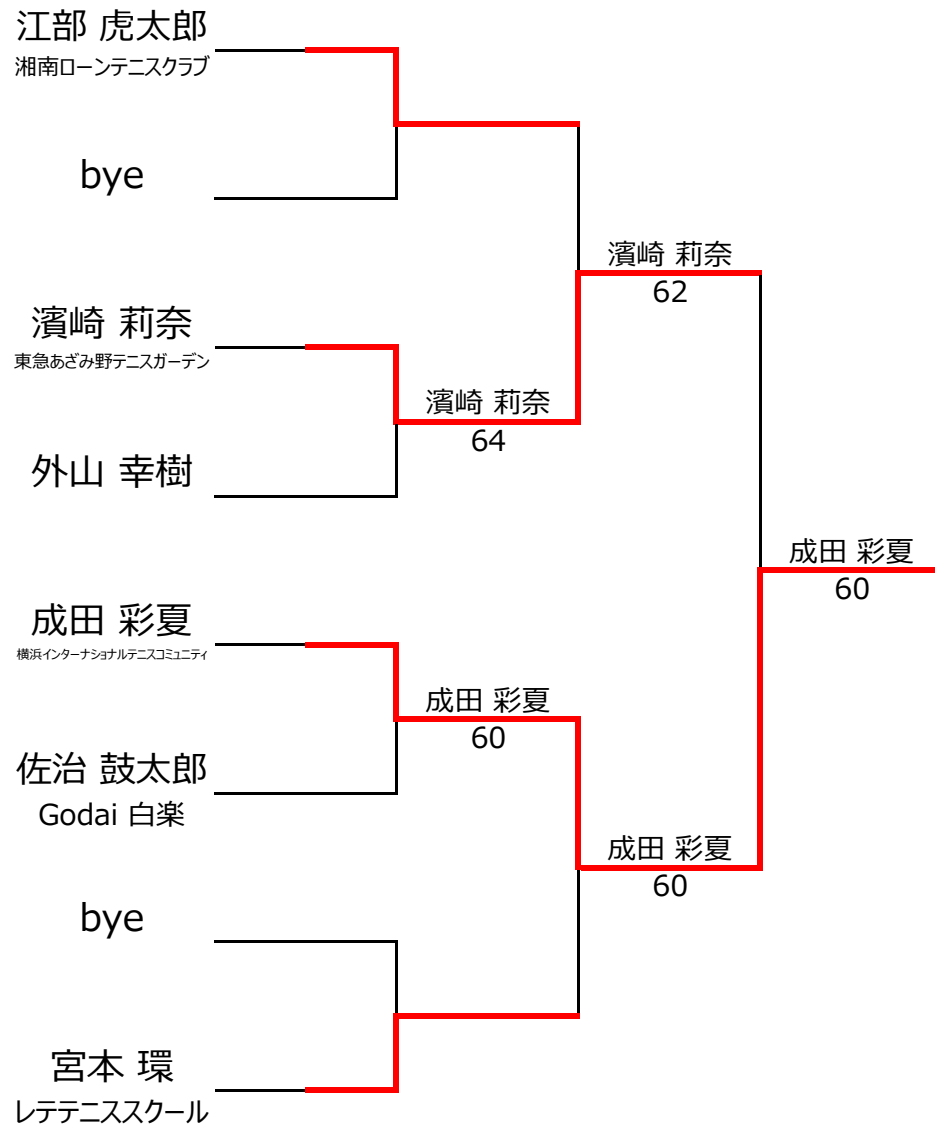 江部 虎太郎
湘南ローンテニスクラブ
bye
濱崎 莉奈
62
濱崎 莉奈
東急あざみ野テニスガーデン
濱崎 莉奈
64
外山 幸樹
成田 彩夏
60
成田 彩夏
横浜インターナショナルテニスコミュニティ
成田 彩夏
60
佐治 鼓太郎
Godai 白楽
成田 彩夏
60
bye
宮本 環
レテテニススクール